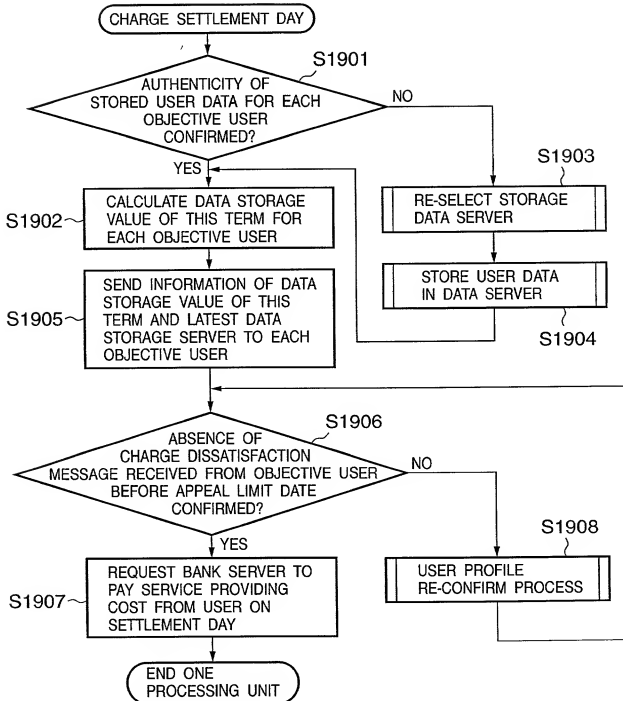 CHARGE SETTLEMENT DAY
S1901
AUTHENTICITY OF
STORED USER DATA FOR EACH
OBJECTIVE USER
CONFIRMED?
NO
YES
S1903
RE-SELECT STORAGE
DATA SERVER
S1902
CALCULATE DATA STORAGE
VALUE OF THIS TERM FOR
EACH OBJECTIVE USER
STORE USER DATA
IN DATA SERVER
S1904
S1905
SEND INFORMATION OF DATA
STORAGE VALUE OF THIS
TERM AND LATEST DATA
STORAGE SERVER TO EACH
OBJECTIVE USER
S1906
ABSENCE OF
CHARGE DISSATISFACTION
MESSAGE RECEIVED FROM OBJECTIVE USER
BEFORE APPEAL LIMIT DATE
CONFIRMED?
NO
YES
S1908
USER PROFILE
RE-CONFIRM PROCESS
S1907
REQUEST BANK SERVER TO
PAY SERVICE PROVIDING
COST FROM USER ON
SETTLEMENT DAY
END ONE
PROCESSING UNIT